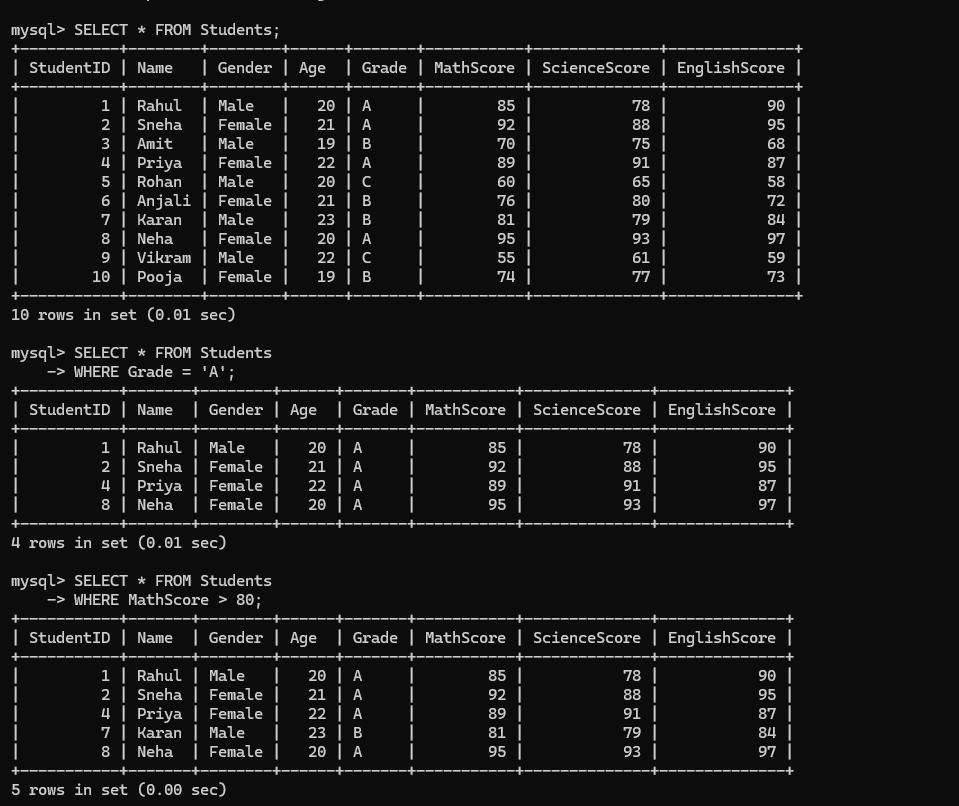 mysql> SELECT * FROM Students;
+-----------+--------+--------+------+-------+-----------+--------------+--------------+
| StudentID | Name   | Gender | Age  | Grade | MathScore | ScienceScore | EnglishScore |
+-----------+--------+--------+------+-------+-----------+--------------+--------------+
|         1 | Rahul  | Male   |   20 | A     |        85 |           78 |           90 |
|         2 | Sneha  | Female |   21 | A     |        92 |           88 |           95 |
|         3 | Amit   | Male   |   19 | B     |        70 |           75 |           68 |
|         4 | Priya  | Female |   22 | A     |        89 |           91 |           87 |
|         5 | Rohan  | Male   |   20 | C     |        60 |           65 |           58 |
|         6 | Anjali | Female |   21 | B     |        76 |           80 |           72 |
|         7 | Karan  | Male   |   23 | B     |        81 |           79 |           84 |
|         8 | Neha   | Female |   20 | A     |        95 |           93 |           97 |
|         9 | Vikram | Male   |   22 | C     |        55 |           61 |           59 |
|        10 | Pooja  | Female |   19 | B     |        74 |           77 |           73 |
+-----------+--------+--------+------+-------+-----------+--------------+--------------+
10 rows in set (0.01 sec)

mysql> SELECT * FROM Students
    -> WHERE Grade = 'A';
+-----------+-------+--------+------+-------+-----------+--------------+--------------+
| StudentID | Name  | Gender | Age  | Grade | MathScore | ScienceScore | EnglishScore |
+-----------+-------+--------+------+-------+-----------+--------------+--------------+
|         1 | Rahul | Male   |   20 | A     |        85 |           78 |           90 |
|         2 | Sneha | Female |   21 | A     |        92 |           88 |           95 |
|         4 | Priya | Female |   22 | A     |        89 |           91 |           87 |
|         8 | Neha  | Female |   20 | A     |        95 |           93 |           97 |
+-----------+-------+--------+------+-------+-----------+--------------+--------------+
4 rows in set (0.01 sec)

mysql> SELECT * FROM Students
    -> WHERE MathScore > 80;
+-----------+-------+--------+------+-------+-----------+--------------+--------------+
| StudentID | Name  | Gender | Age  | Grade | MathScore | ScienceScore | EnglishScore |
+-----------+-------+--------+------+-------+-----------+--------------+--------------+
|         1 | Rahul | Male   |   20 | A     |        85 |           78 |           90 |
|         2 | Sneha | Female |   21 | A     |        92 |           88 |           95 |
|         4 | Priya | Female |   22 | A     |        89 |           91 |           87 |
|         7 | Karan | Male   |   23 | B     |        81 |           79 |           84 |
|         8 | Neha  | Female |   20 | A     |        95 |           93 |           97 |
+-----------+-------+--------+------+-------+-----------+--------------+--------------+
5 rows in set (0.00 sec)